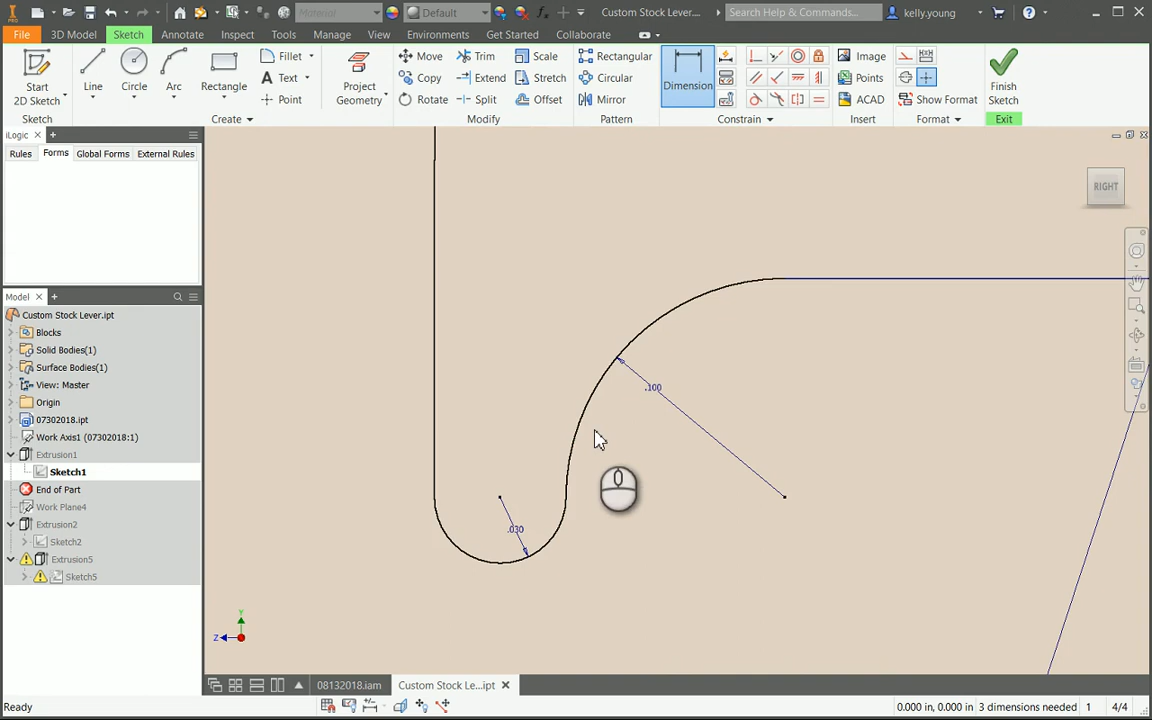 Material
Default
Custom Stock Lever...
Search Help & Commands...
kelly.young
File
3D Model
Sketch
Annotate
Inspect
Tools
Manage
View
Environments
Get Started
Collaborate
Start
2D Sketch
Line
Circle
Arc
Rectangle
Fillet
Text
Point
Project
Geometry
Move
Copy
Rotate
Trim
Extend
Split
Scale
Stretch
Offset
Rectangular
Circular
Mirror
Dimension
Image
Points
ACAD
Show Format
Finish
Sketch
Sketch
Create
Modify
Pattern
Constrain
Insert
Format
Exit
iLogic
Rules
Forms
Global Forms
External Rules
Model
Custom Stock Lever.ipt
Blocks
Solid Bodies(1)
Surface Bodies(1)
View: Master
Origin
07302018.ipt
Work Axis1 (07302018:1)
Extrusion1
Sketch1
End of Part
Work Plane4
Extrusion2
Sketch2
Extrusion5
Sketch5
RIGHT
.100
.030
Y
Z
08132018.iam
Custom Stock Le...ipt
Ready
0.000 in, 0.000 in
3 dimensions needed
1
4/4